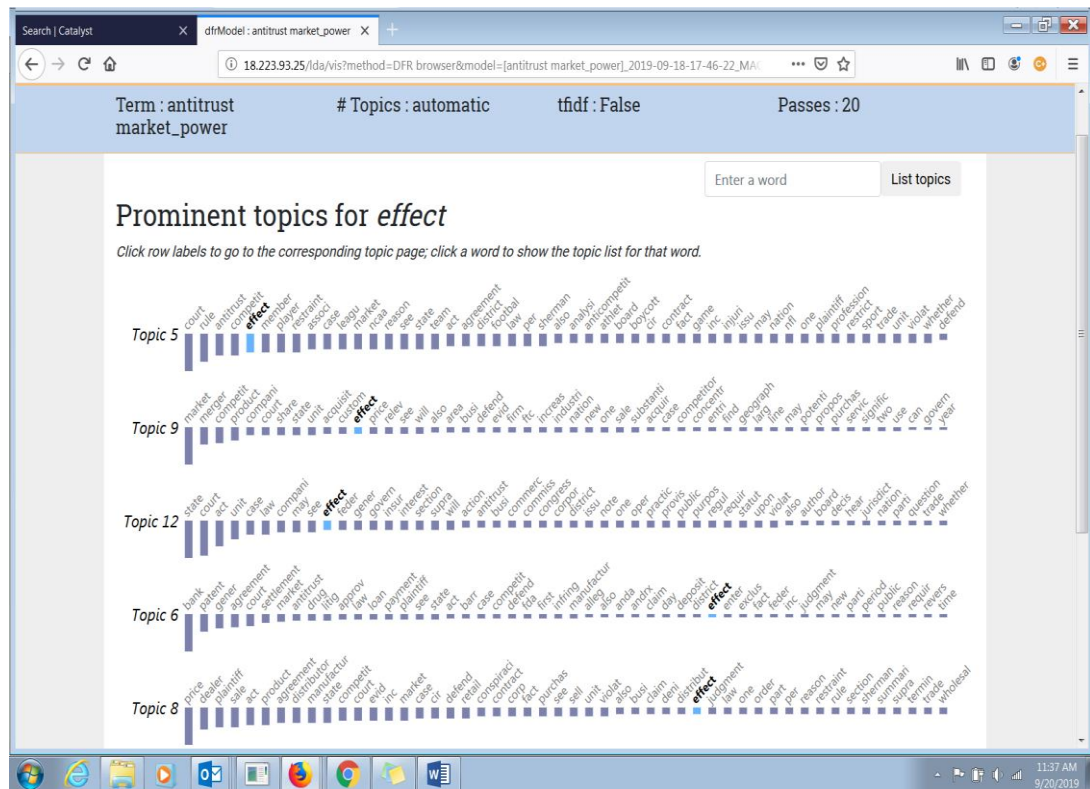 Search | Catalyst
dfrModel : antitrust market_power
18.223.93.25/lda/vis?method=DFR browser&model=[antitrust market_power]_2019-09-18-17-46-22_MA
Term : antitrust market_power
# Topics : automatic
tfidf : False
Passes : 20
Enter a word
List topics
Prominent topics for effect
Click row labels to go to the corresponding topic page; click a word to show the topic list for that word.
Topic 5 court rule antitrust competit effect member player restraint associ case leagu market ncaa reason see state team act agreement district footbal law per sherman also analysi anticompetit athlet board boycott cir contract fact game inc injuri issu may nation nfl one plaintiff profession restrict sport trade unit violat whether defend
Topic 9 market merger competit product compani court share state unit acquisit custom effect price relev see will also area busi defend evid firm ftc increas industri nation new one sale substanti acquir case competitor concentr entri find geograph larg line may potenti propos purchas servic signific two use can govern year
Topic 12 state court act unit case law compani may see effect feder gener govern insur interest section supra will action antitrust busi commerc commiss congress corpor district issu note one oper practic provis public purpos regul requir statut upon violat also author board decis hear jurisdict nation parti question trade whether
Topic 6 bank patent gener agreement court settlement market antitrust drug litig approv law loan payment plaintiff see state act barr case competit defend fda first infring manufactur alleg also anda andrx claim day deposit district effect enter exclus fact feder inc judgment may new parti period public reason requir revers time
Topic 8 price dealer plaintiff sale act product agreement distributor manufactur state competit court evid inc market case cir defend retail conspiraci contract corp fact purchas see sell unit violat also busi claim deni distribut effect judgment law one order part per reason restraint rule section sherman summari supra termin trade wholesal
11:37 AM
9/20/2019